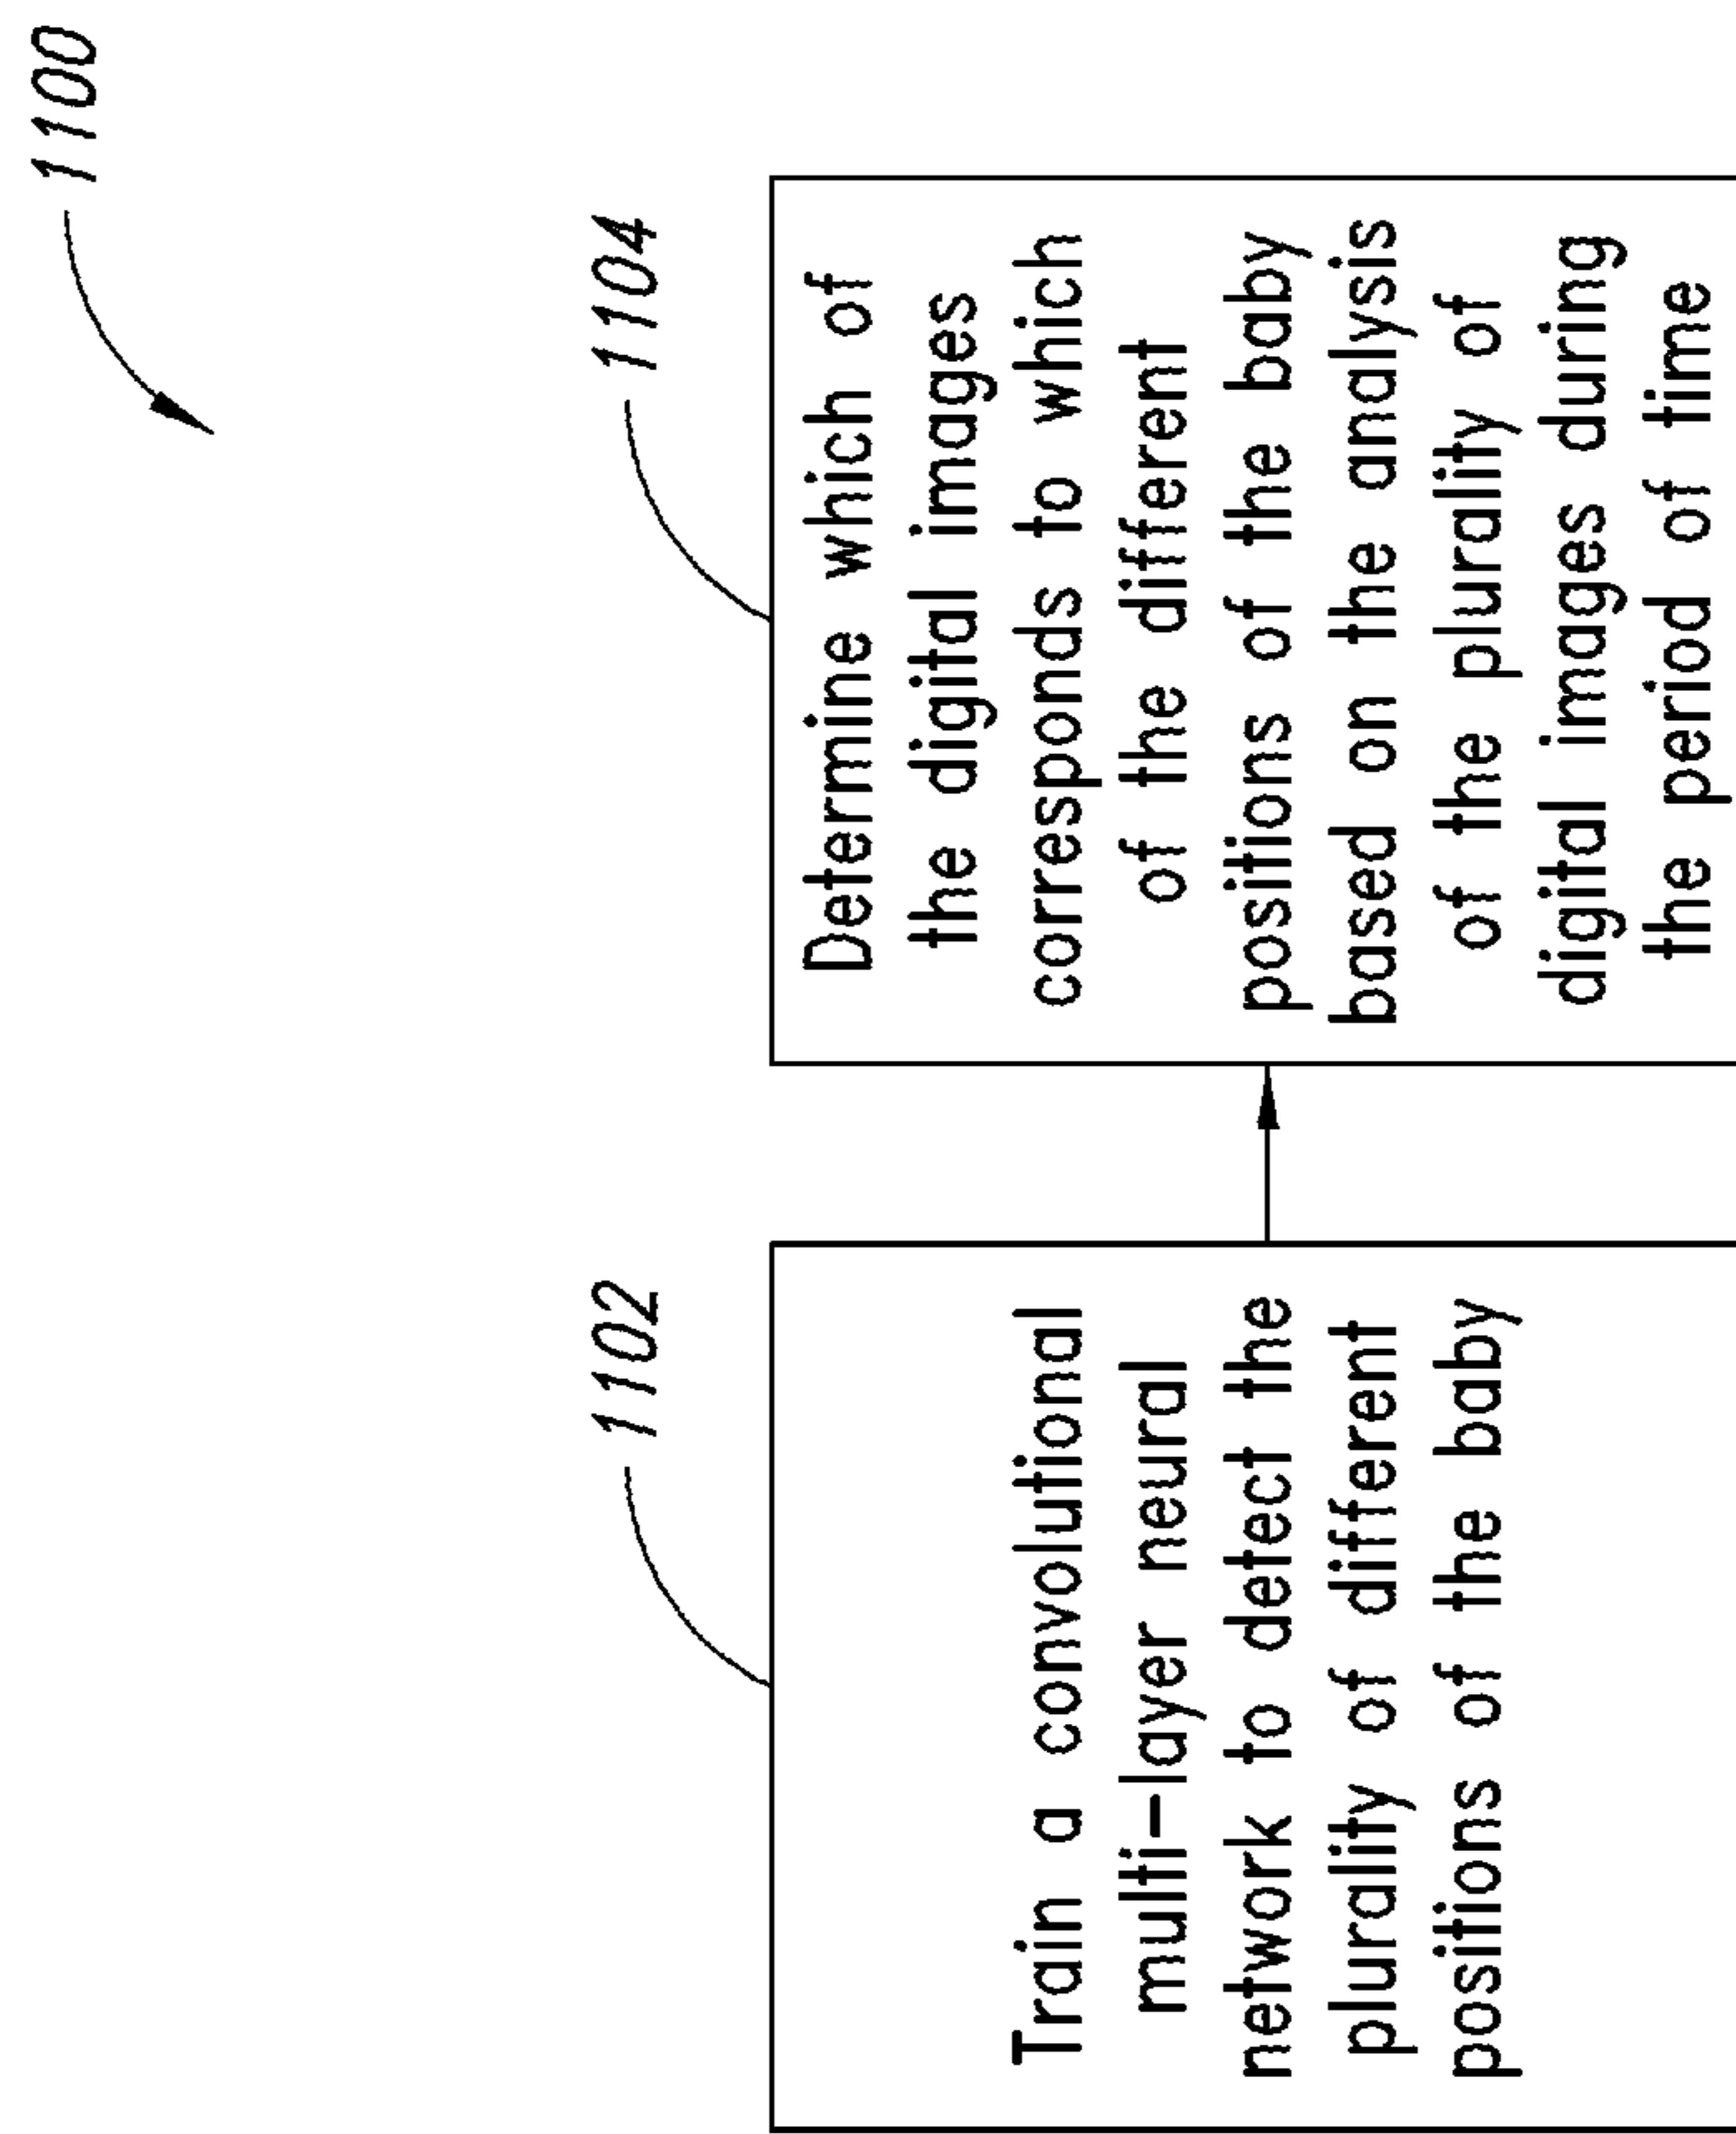 1100
1102
Train a convolutional
multi-layer neural
network to detect the
plurality of different
positions of the baby
1104
Determine which of
the digital images
corresponds to which
of the different
positions of the baby
based on the analysis
of the plurality of
digital images during
the period of time